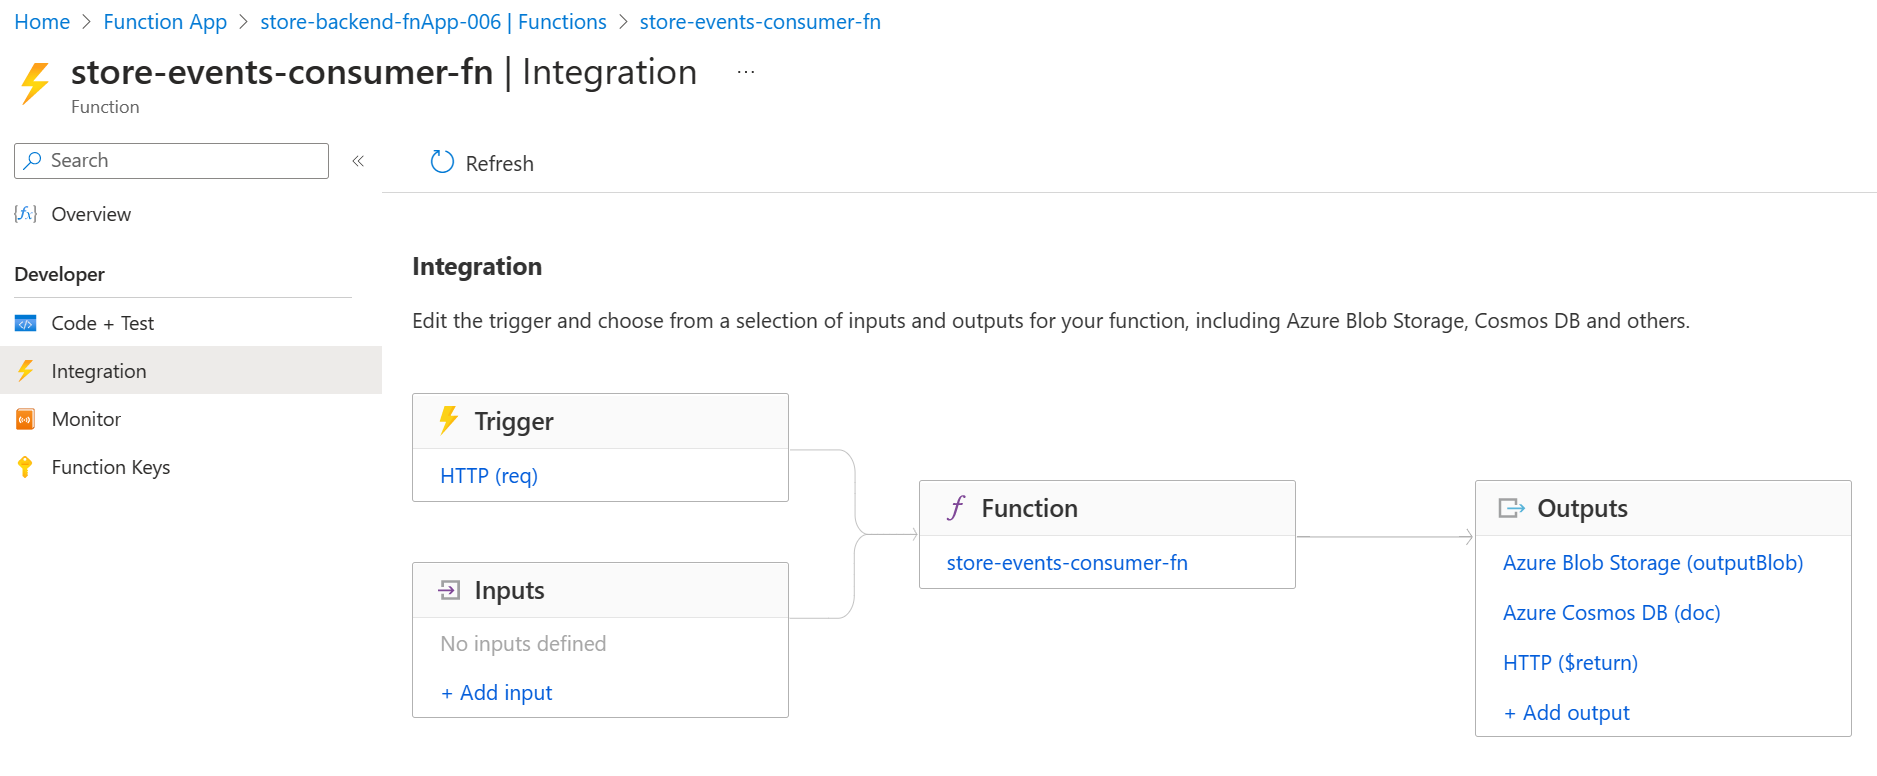 Home > Function App > store-backend-fnApp-006 | Functions > store-events-consumer-fn
store-events-consumer-fn | Integration ...
Function
Search «
Refresh
Overview
Developer
Code + Test
Integration
Monitor
Function Keys
Integration
Edit the trigger and choose from a selection of inputs and outputs for your function, including Azure Blob Storage, Cosmos DB and others.
Trigger
HTTP (req)
Inputs
No inputs defined
+ Add input
Function
store-events-consumer-fn
Outputs
Azure Blob Storage (outputBlob)
Azure Cosmos DB (doc)
HTTP ($return)
+ Add output